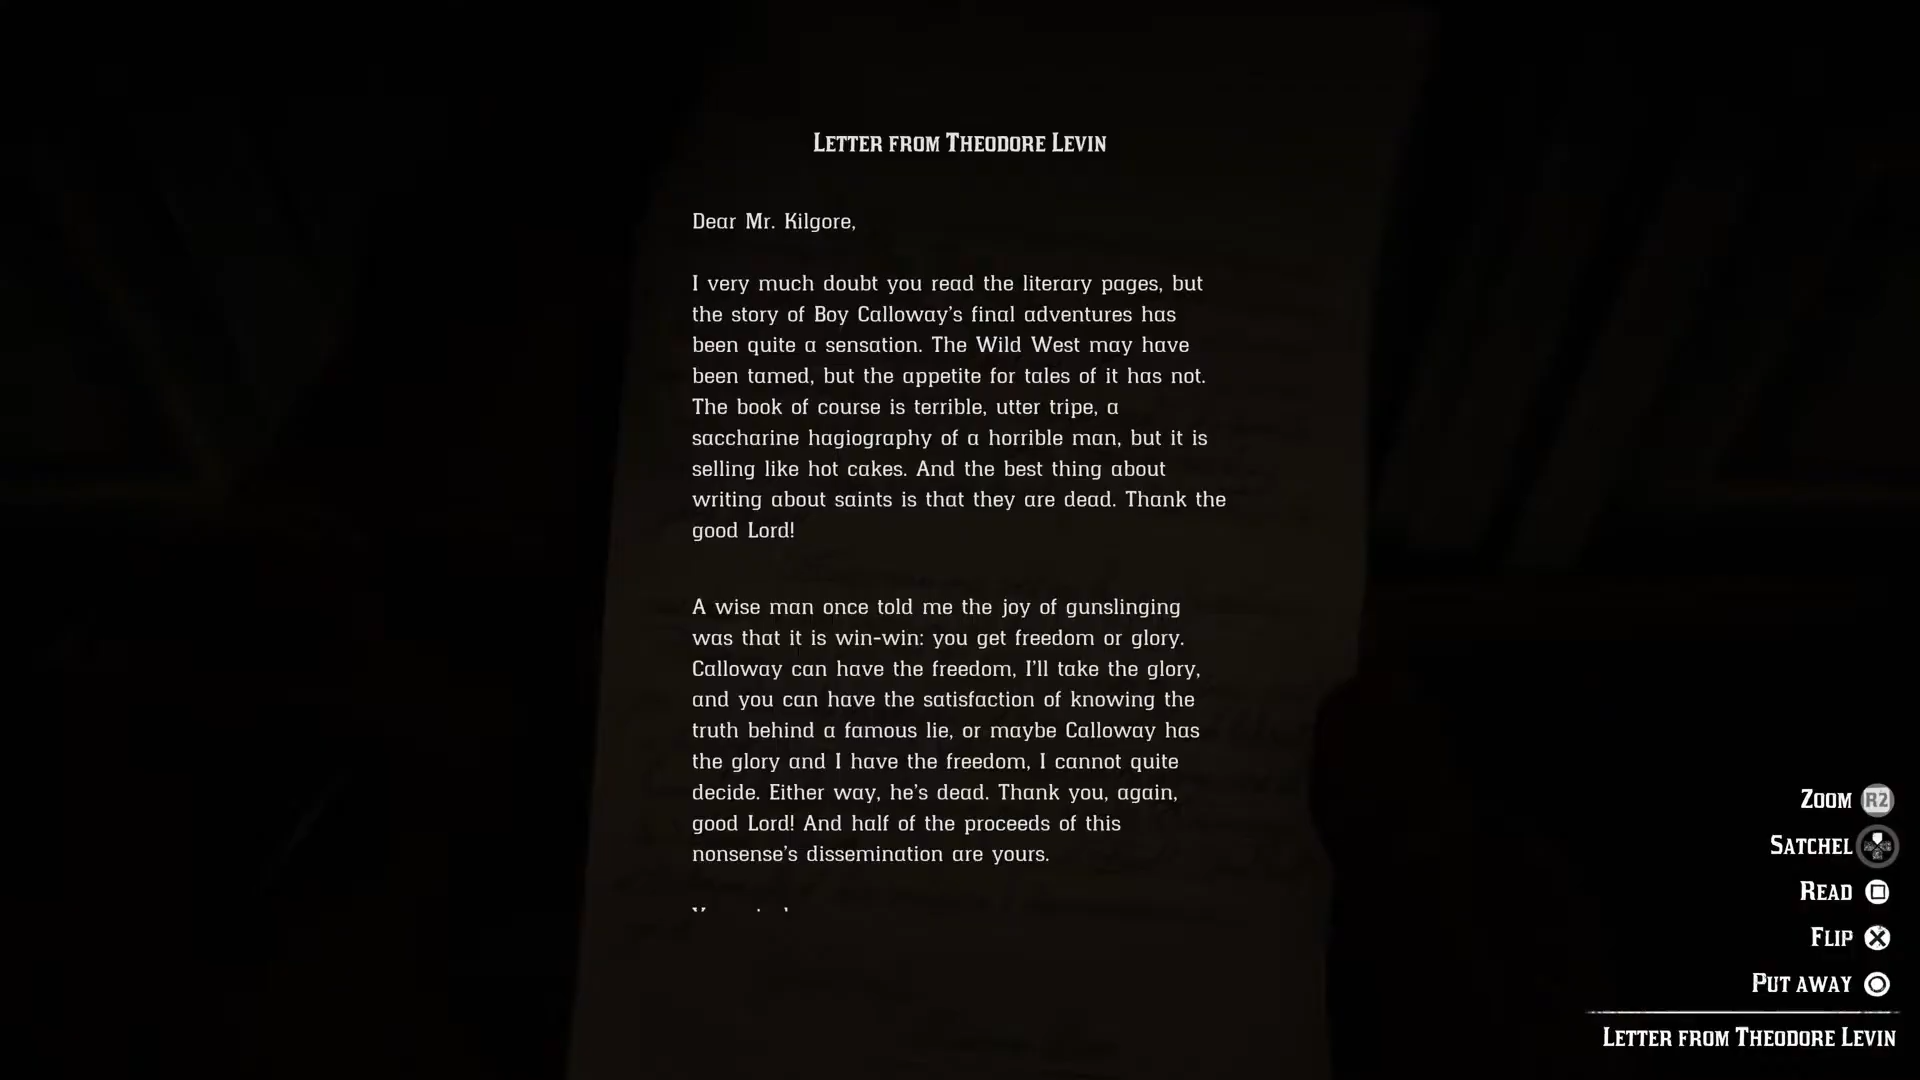 Letter from Theodore Levin
Dear Mr. Kilgore,
I very much doubt you read the literary pages, but
the story of Boy Calloway's final adventures has
been quite a sensation. The Wild West may have
been tamed, but the appetite for tales of it has not.
The book of course is terrible, utter tripe, a
saccharine hagiography of a horrible man, but it is
selling like hot cakes. And the best thing about
writing about saints is that they are dead. Thank the
good Lord!
A wise man once told me the joy of gunslinging
was that it is win-win: you get freedom or glory.
Calloway can have the freedom, I'll take the glory,
and you can have the satisfaction of knowing the
truth behind a famous lie, or maybe Calloway has
the glory and I have the freedom, I cannot quite
decide. Either way, he's dead. Thank you, again,
good Lord! And half of the proceeds of this
nonsense's dissemination are yours.
Zoom R2
Satchel
Read
Flip
Put away
Letter from Theodore Levin